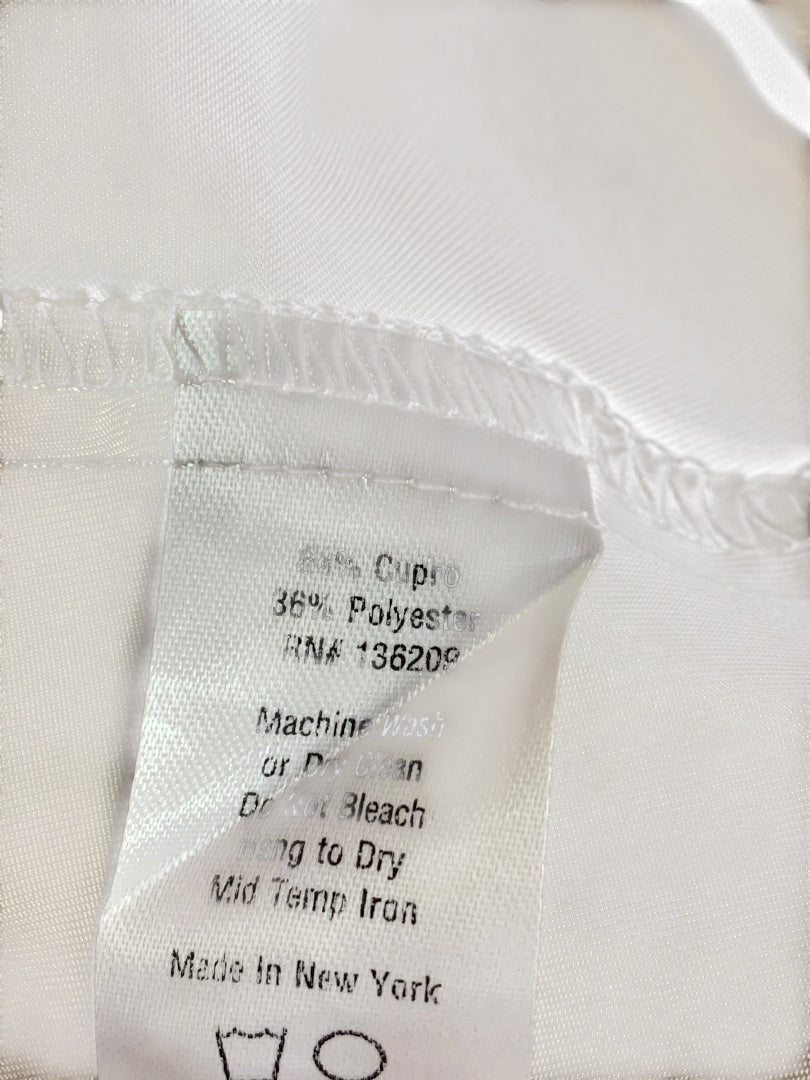 64% Cupro
36% Polyester
RN# 136209
Machine Wash
or Dry Clean
Do Not Bleach
Hang to Dry
Mid Temp Iron
Made In New York